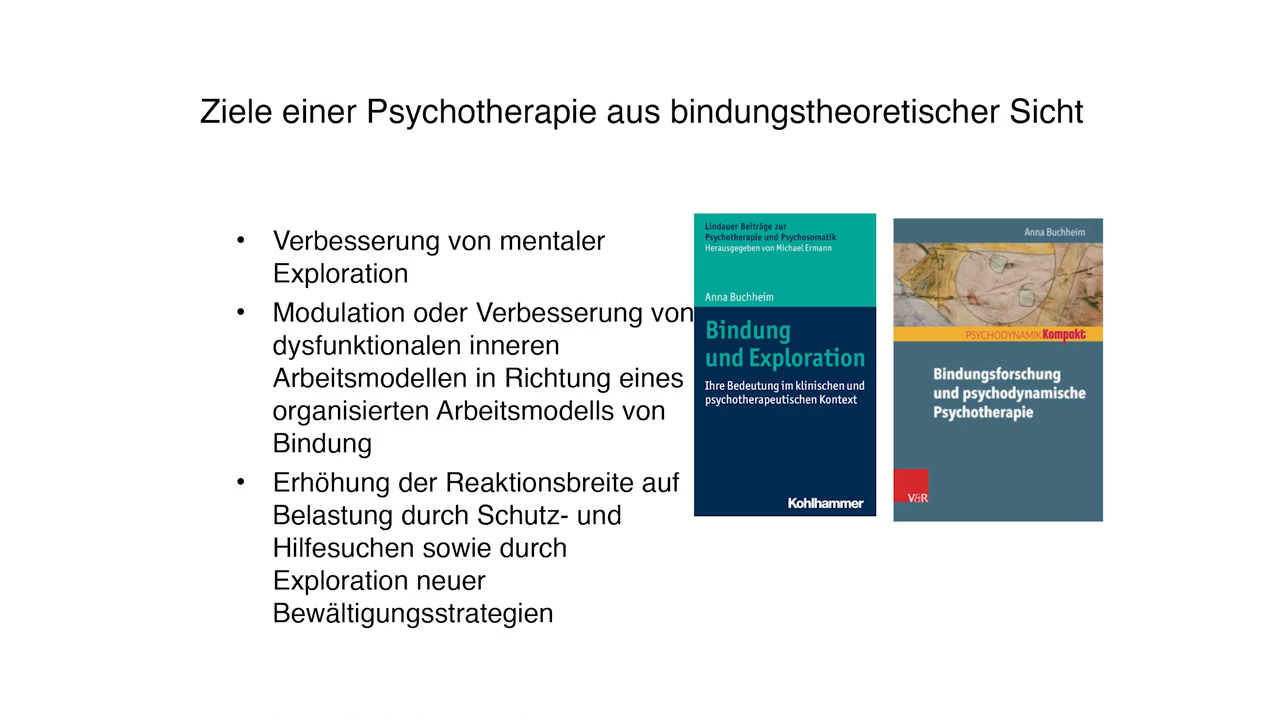 Ziele einer Psychotherapie aus bindungstheoretischer Sicht
• Verbesserung von mentaler
Exploration
• Modulation oder Verbesserung von
dysfunktionalen inneren
Arbeitsmodellen in Richtung eines
organisierten Arbeitsmodells von
Bindung
• Erhöhung der Reaktionsbreite auf
Belastung durch Schutz- und
Hilfesuchen sowie durch
Exploration neuer
Bewältigungsstrategien
Lindauer Beiträge zur
Psychotherapie und Psychosomatik
Herausgegeben von Michael Ermann
Anna Buchheim
Bindung
und Exploration
Ihre Bedeutung im klinischen und
psychotherapeutischen Kontext
Kohlhammer
Anna Buchheim
PSYCHODYNAMIK Kompakt
Bindungsforschung
und psychodynamische
Psychotherapie
V&R